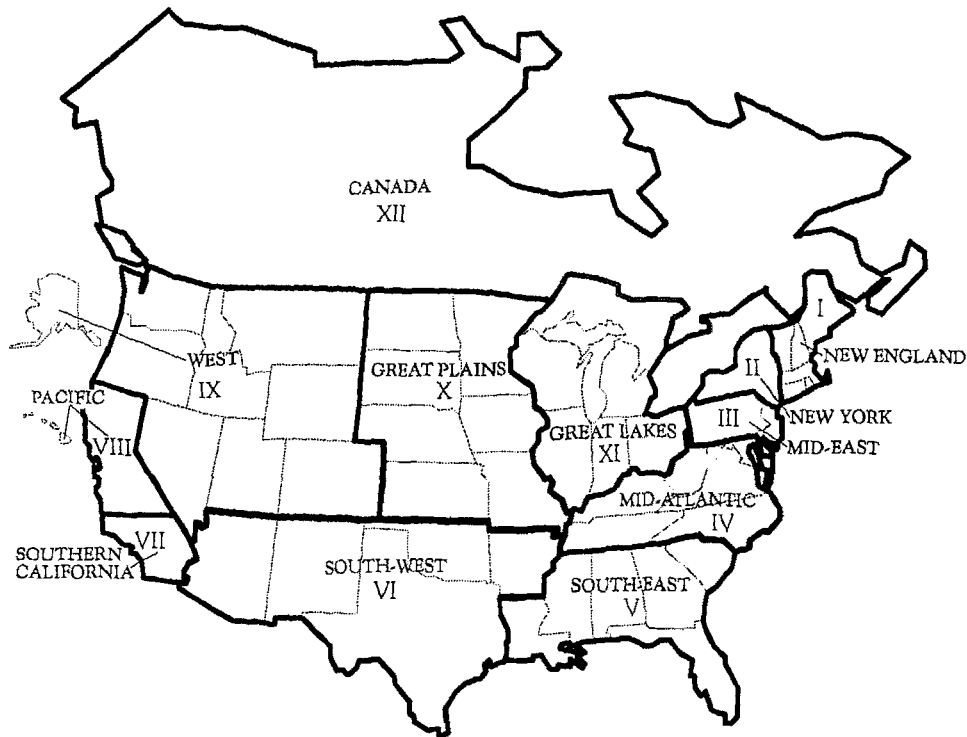 CANADA
XII
I
WEST
IX
GREAT PLAINS
X
II
NEW ENGLAND
PACIFIC
VIII
GREAT LAKES
XI
III
NEW YORK
MID-EAST
MID-ATLANTIC
IV
VII
SOUTHERN
CALIFORNIA
SOUTH-WEST
VI
SOUTH-EAST
V